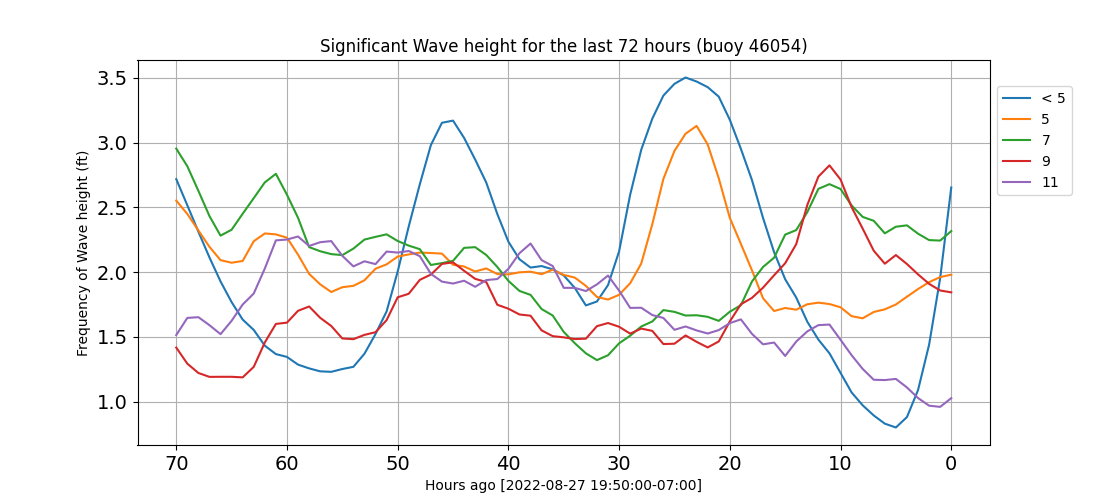 Significant Wave height for the last 72 hours (buoy 46054)
Frequency of Wave height (ft)
3.5
3.0
2.5
2.0
1.5
1.0
70 60 50 40 30 20 10 0
Hours ago [2022-08-27 19:50:00-07:00]
< 5
5
7
9
11